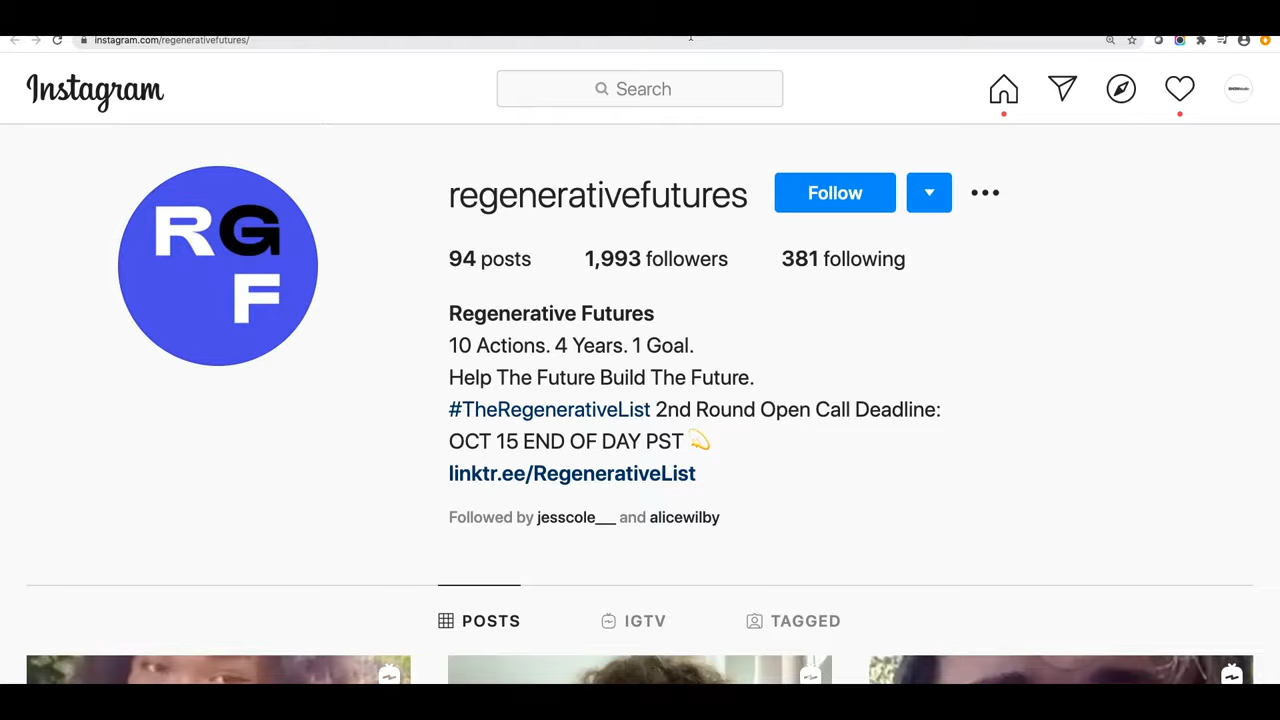 instagram.com/regenerativefutures/
Instagram
Search
RG
F
regenerativefutures
Follow
94 posts 1,993 followers 381 following
Regenerative Futures
10 Actions. 4 Years. 1 Goal.
Help The Future Build The Future.
#TheRegenerativeList 2nd Round Open Call Deadline:
OCT 15 END OF DAY PST 💫
linktr.ee/RegenerativeList
Followed by jesscole___ and alicewilby
POSTS IGTV TAGGED